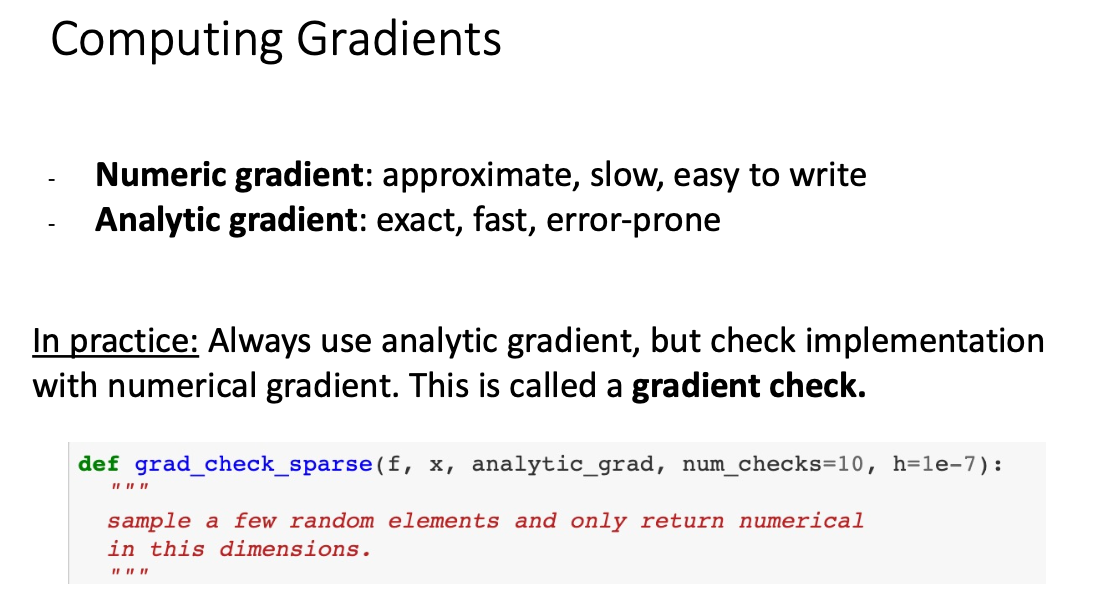 Computing Gradients
- Numeric gradient: approximate, slow, easy to write
- Analytic gradient: exact, fast, error-prone
In practice: Always use analytic gradient, but check implementation
with numerical gradient. This is called a gradient check.
def grad_check_sparse(f, x, analytic_grad, num_checks=10, h=1e-7):
"""
sample a few random elements and only return numerical
in this dimensions.
"""